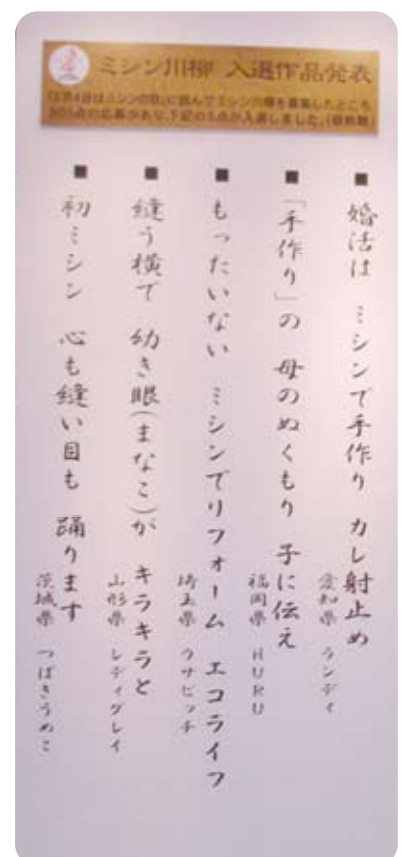 ミシン川柳 入選作品発表
■ 婚活は ミシンで手作り カレ射止め
愛知県 ランディ
■ 「手作り」の 母のぬくもり 子に伝え
福岡県 HURU
■ もったいない ミシンでリフォーム エコライフ
埼玉県 ウサビッチ
■ 縫う横で 幼き眼(まなこ)が キラキラと
山形県 レディグレイ
■ 初ミシン 心も縫い目も 踊ります
茨城県 つばきうめこ